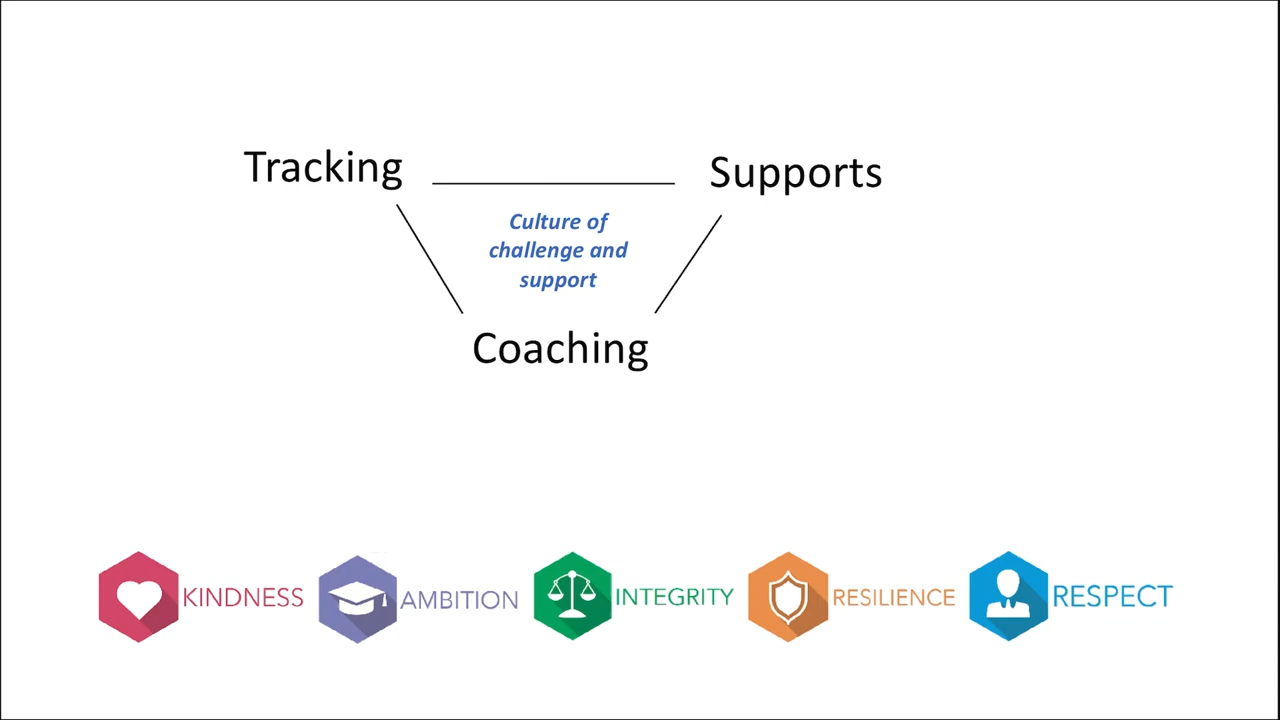 Tracking
Supports
Culture of
challenge and
support
Coaching
KINDNESS
AMBITION
INTEGRITY
RESILIENCE
RESPECT